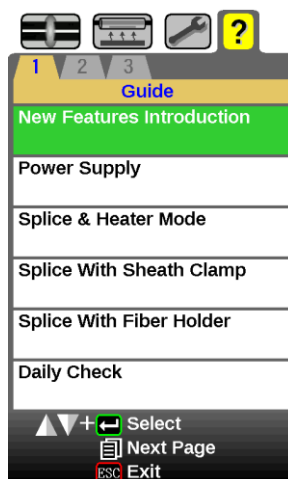 ?
1 2 3
Guide
New Features Introduction
Power Supply
Splice & Heater Mode
Splice With Sheath Clamp
Splice With Fiber Holder
Daily Check
+ Select
Next Page
ESC Exit